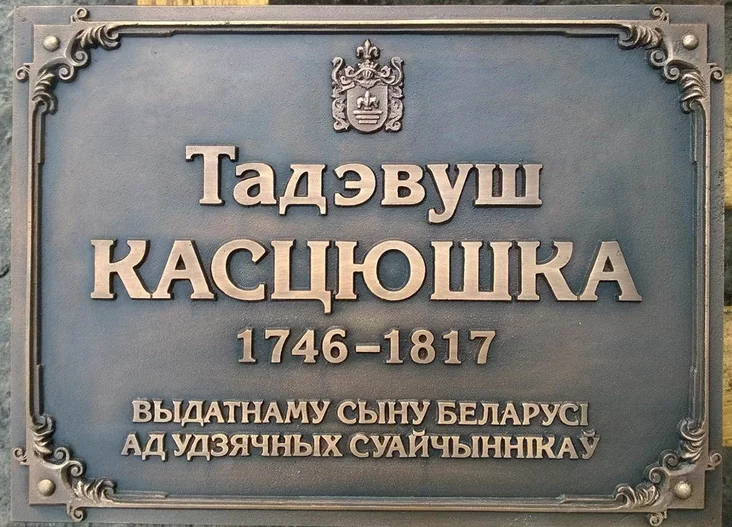 Тадэвуш
КАСЦЮШКА
1746–1817
ВЫДАТНАМУ СЫНУ БЕЛАРУСІ
АД УДЗЯЧНЫХ СУАЙЧЫННІКАЎ